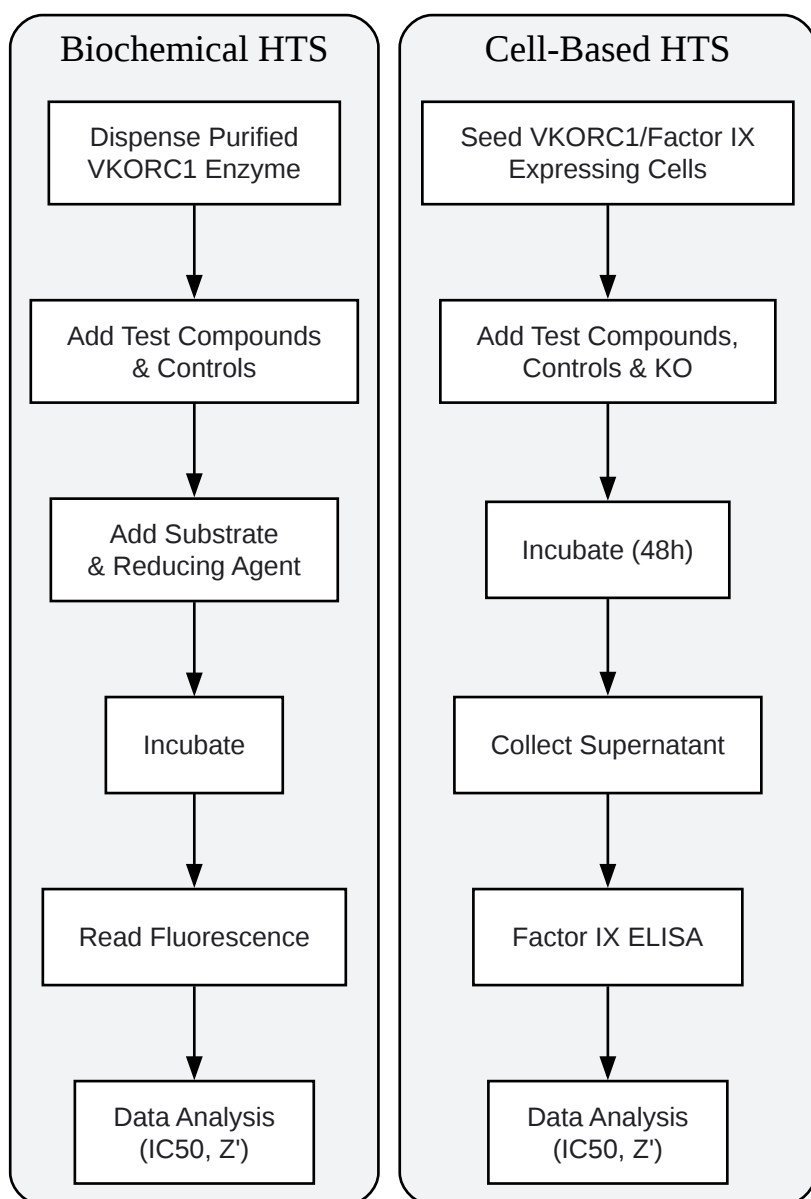 Biochemical HTS
Dispense Purified
VKORC1 Enzyme
Add Test Compounds
& Controls
Add Substrate
& Reducing Agent
Incubate
Read Fluorescence
Data Analysis
(IC50, Z')
Cell-Based HTS
Seed VKORC1/Factor IX
Expressing Cells
Add Test Compounds,
Controls & KO
Incubate (48h)
Collect Supernatant
Factor IX ELISA
Data Analysis
(IC50, Z')